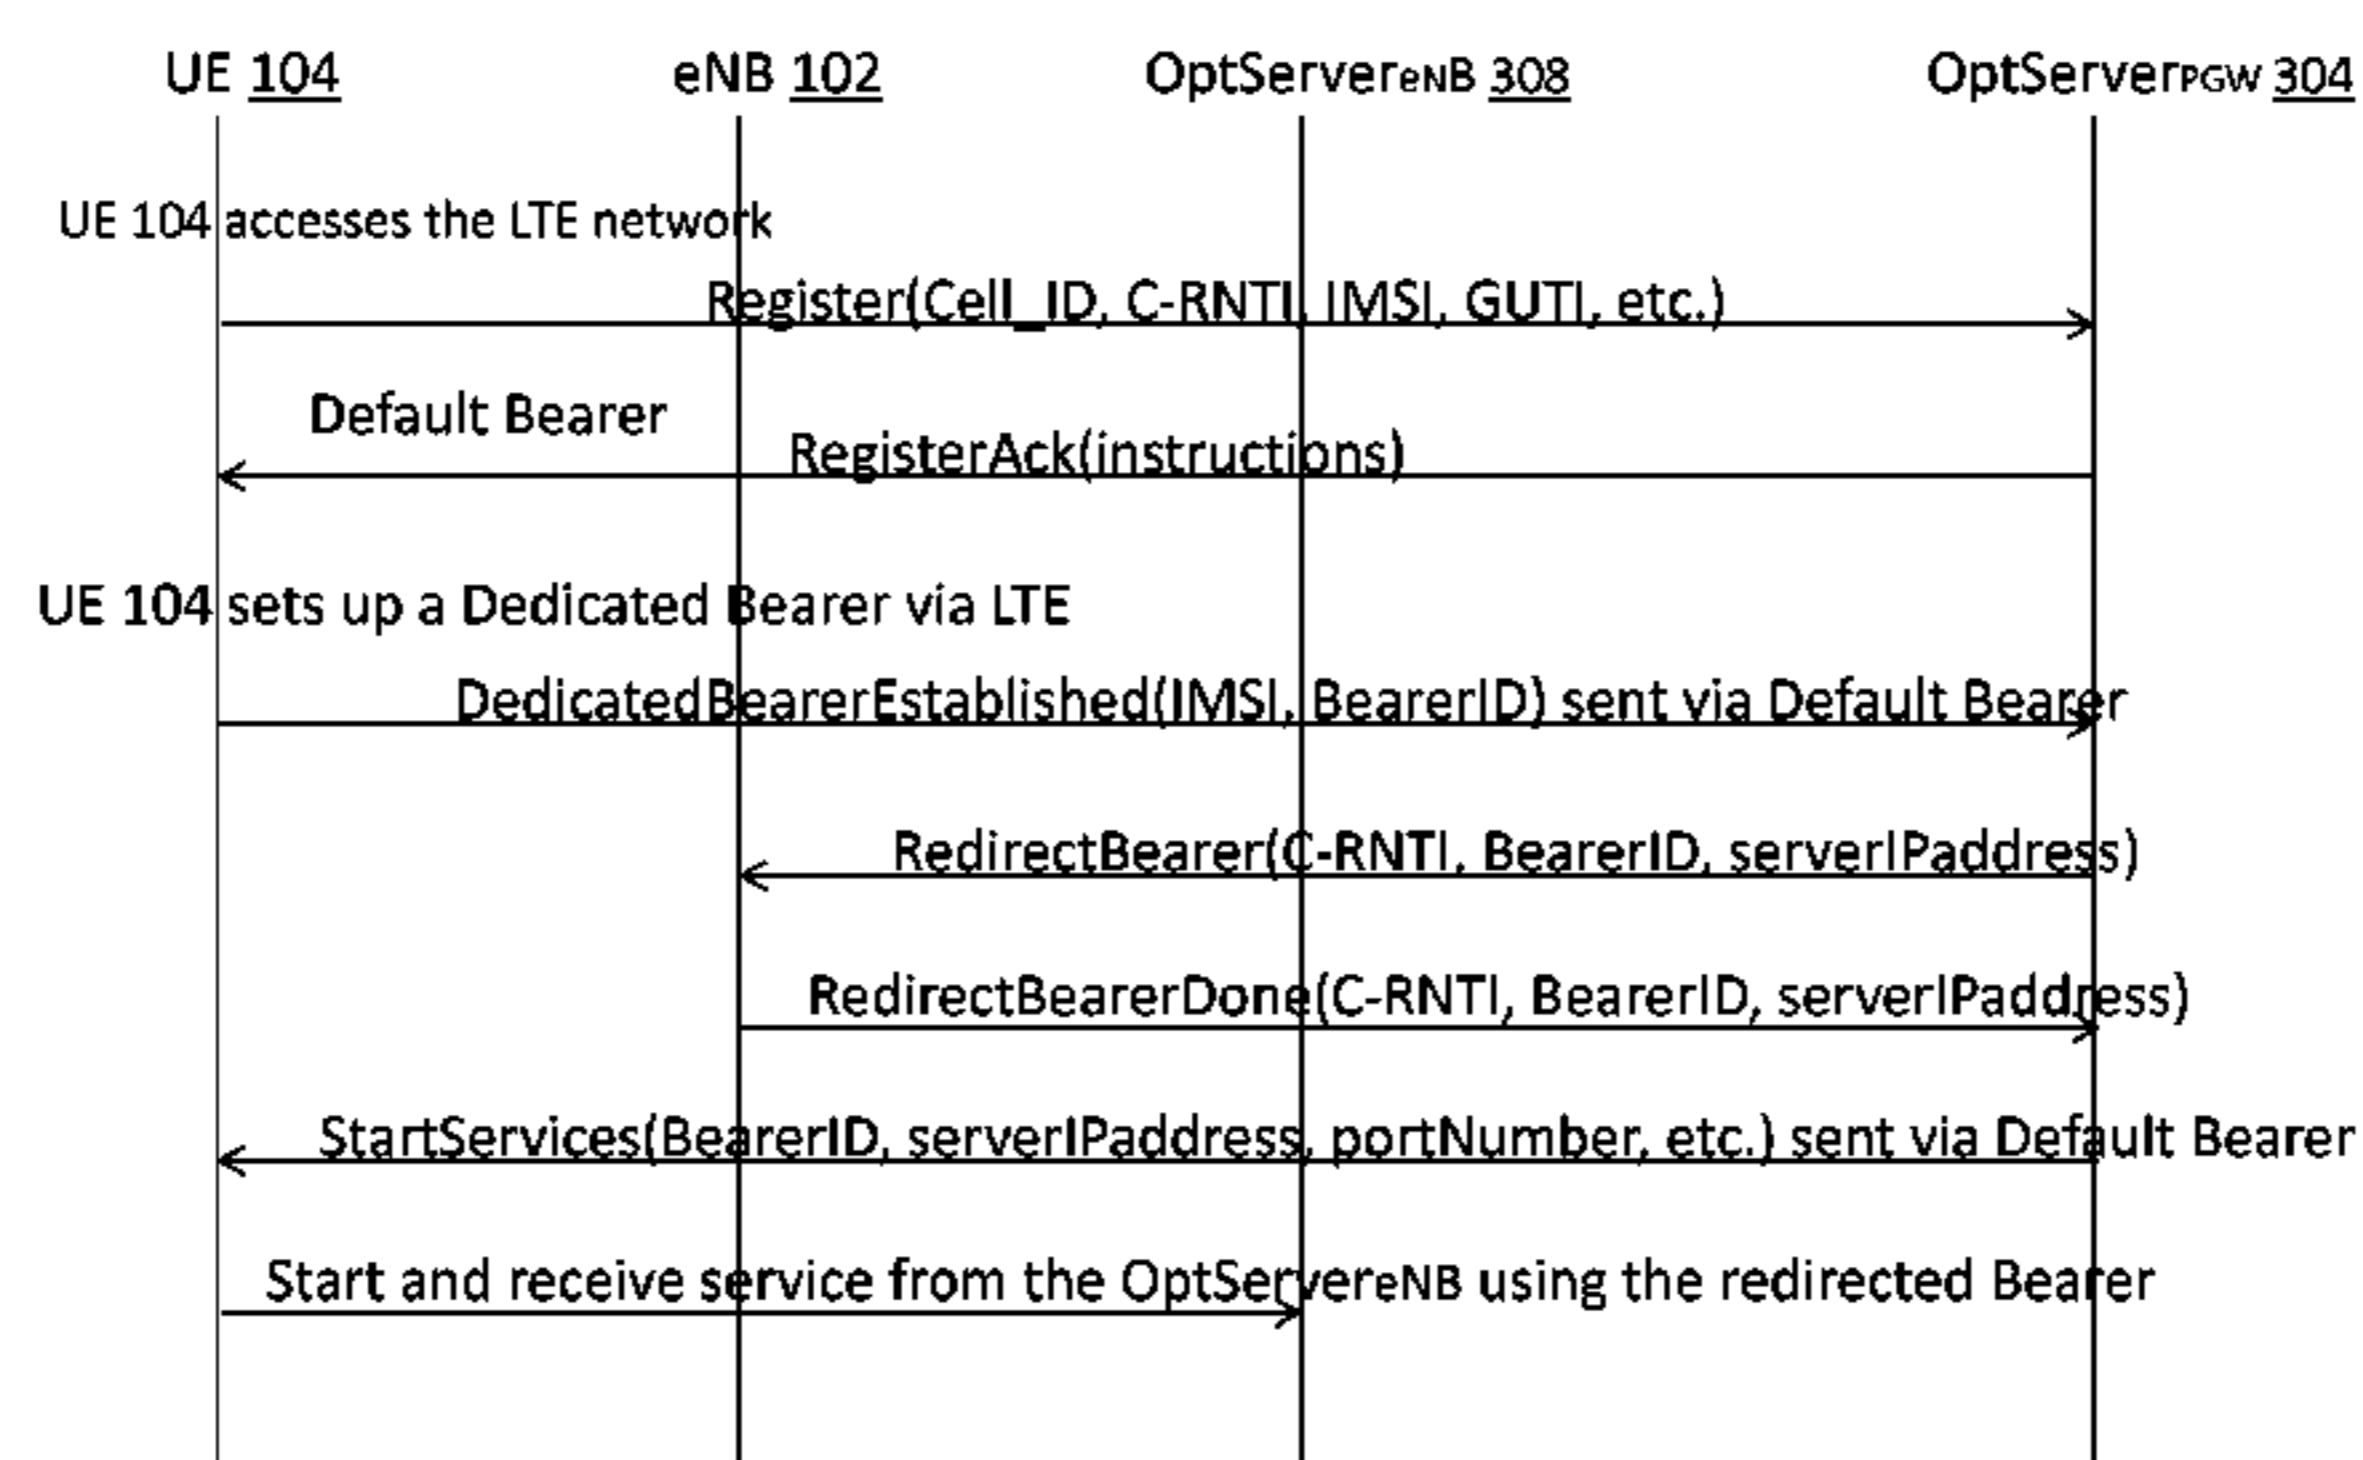 UE 104 eNB 102 OptServereNB 308 OptServerPGW 304
UE 104 accesses the LTE network
Register(Cell_ID, C-RNTI, IMSI, GUTI, etc.)
Default Bearer
RegisterAck(instructions)
UE 104 sets up a Dedicated Bearer via LTE
DedicatedBearerEstablished(IMSI, BearerID) sent via Default Bearer
RedirectBearer(C-RNTI, BearerID, serverIPaddress)
RedirectBearerDone(C-RNTI, BearerID, serverIPaddress)
StartServices(BearerID, serverIPaddress, portNumber, etc.) sent via Default Bearer
Start and receive service from the OptServereNB using the redirected Bearer